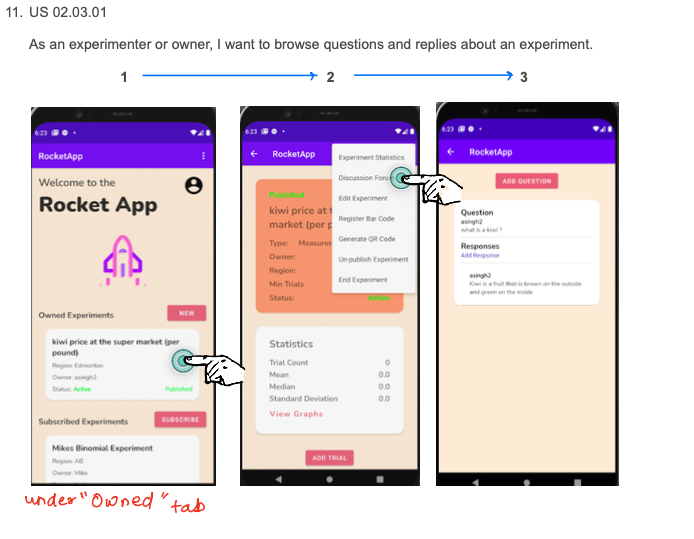 11. US 02.03.01
As an experimenter or owner, I want to browse questions and replies about an experiment.
1
2
3
6:23
RocketApp
Welcome to the
Rocket App
Owned Experiments
NEW
kiwi price at the super market (per
pound)
Region: Edmonton
Owner: asingh2
Status: Active
Published
Subscribed Experiments
SUBSCRIBE
Mikes Binomial Experiment
Region: AB
Owner: Mike
under "Owned" tab
6:23
RocketApp
Experiment Statistics
Discussion Foru
Edit Experiment
Register Bar Code
Generate QR Code
Un-publish Experiment
End Experiment
Published
kiwi price at
market (per p
Type: Measure
Owner:
Region:
Min Trials
Status:
Active
Statistics
Trial Count 0
Mean 0.0
Median 0.0
Standard Deviation 0.0
View Graphs
ADD TRIAL
6:23
RocketApp
ADD QUESTION
Question
asingh2
what is a kiwi ?
Responses
Add Response
asingh2
Kiwi is a fruit that is brown on the outside
and green on the inside